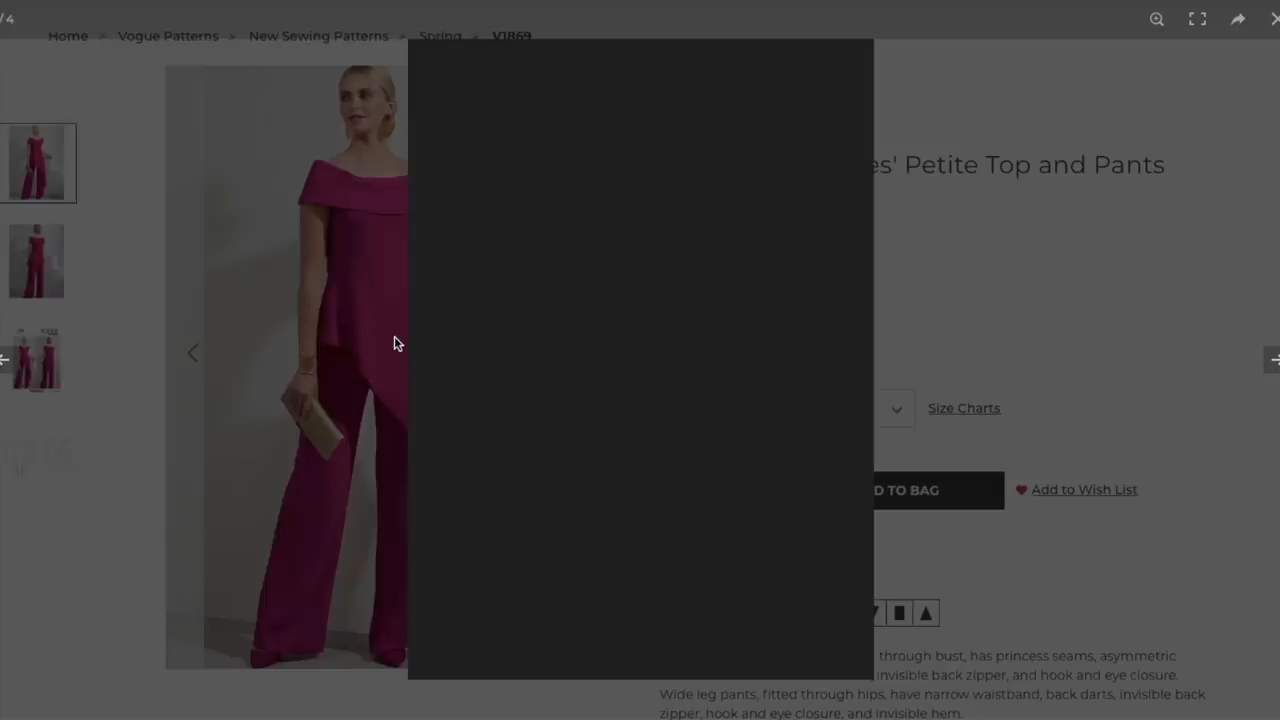 / 4
Home > Vogue Patterns > New Sewing Patterns > Spring > V1869
es' Petite Top and Pants
Size Charts
D TO BAG
Add to Wish List
through bust, has princess seams, asymmetric
invisible back zipper, and hook and eye closure.
Wide leg pants, fitted through hips, have narrow waistband, back darts, invisible back
zipper, hook and eye closure, and invisible hem.